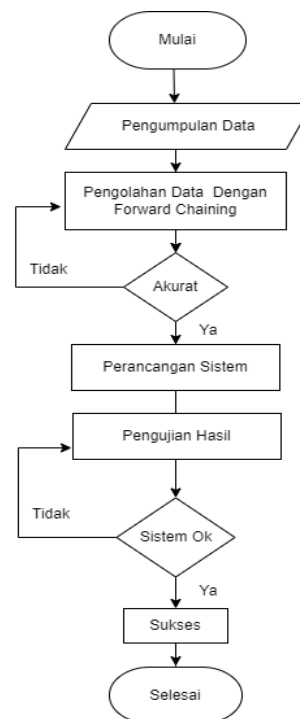 Mulai
Pengumpulan Data
Pengolahan Data Dengan
Forward Chaining
Tidak
Akurat
Ya
Perancangan Sistem
Pengujian Hasil
Tidak
Sistem Ok
Ya
Sukses
Selesai